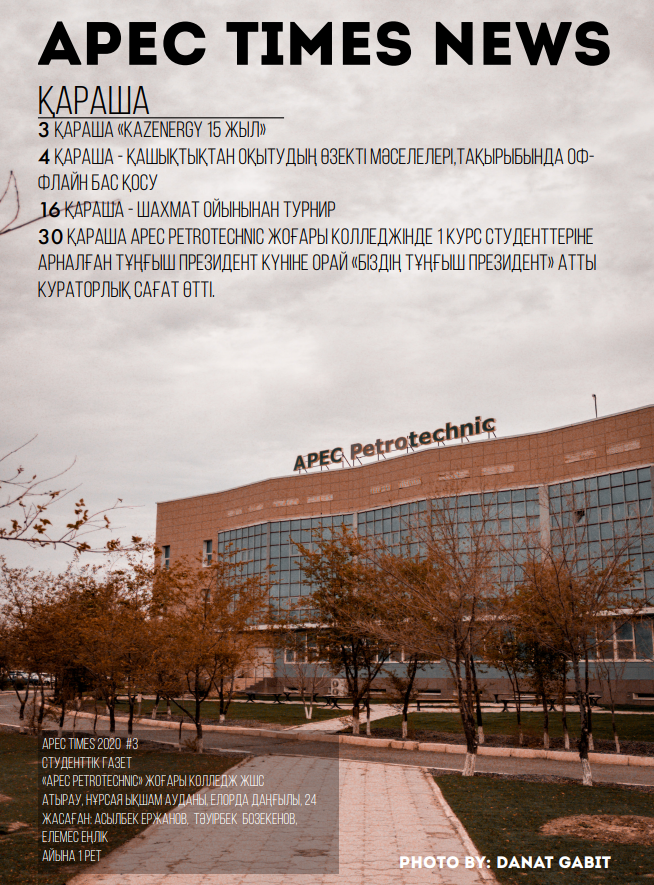 APEC TIMES NEWS
ҚАРАША
3 ҚАРАША «KAZENERGY 15 ЖЫЛ»
4 ҚАРАША - ҚАШЫҚТЫҚТАН ОҚЫТУДЫҢ ӨЗЕКТІ МӘСЕЛЕЛЕРІ,ТАҚЫРЫБЫНДА ОФ-
ФЛАЙН БАС ҚОСУ
16 ҚАРАША - ШАХМАТ ОЙЫНЫНАН ТУРНИР
30 ҚАРАША APEC PETROTECHNIC ЖОҒАРЫ КОЛЛЕДЖІНДЕ 1 КУРС СТУДЕНТТЕРІНЕ
АРНАЛҒАН ТҰҢҒЫШ ПРЕЗИДЕНТ КҮНІНЕ ОРАЙ «БІЗДІҢ ТҰҢҒЫШ ПРЕЗИДЕНТ» АТТЫ
КУРАТОРЛЫҚ САҒАТ ӨТТІ.
APEC Petrotechnic
APEC TIMES 2020 #3
СТУДЕНТТІК ГАЗЕТ
«APEC PETROTECHNIC» ЖОҒАРЫ КОЛЛЕДЖ ЖШС
АТЫРАУ, НҰРСАЯ ЫҚШАМ АУДАНЫ, ЕЛОРДА ДАҢҒЫЛЫ, 24
ЖАСАҒАН: АСЫЛБЕК ЕРЖАНОВ, ТӘУІРБЕК БОЗЕКЕНОВ,
ЕЛЕМЕС ЕҢЛІК
АЙЫНА 1 РЕТ
PHOTO BY: DANAT GABIT